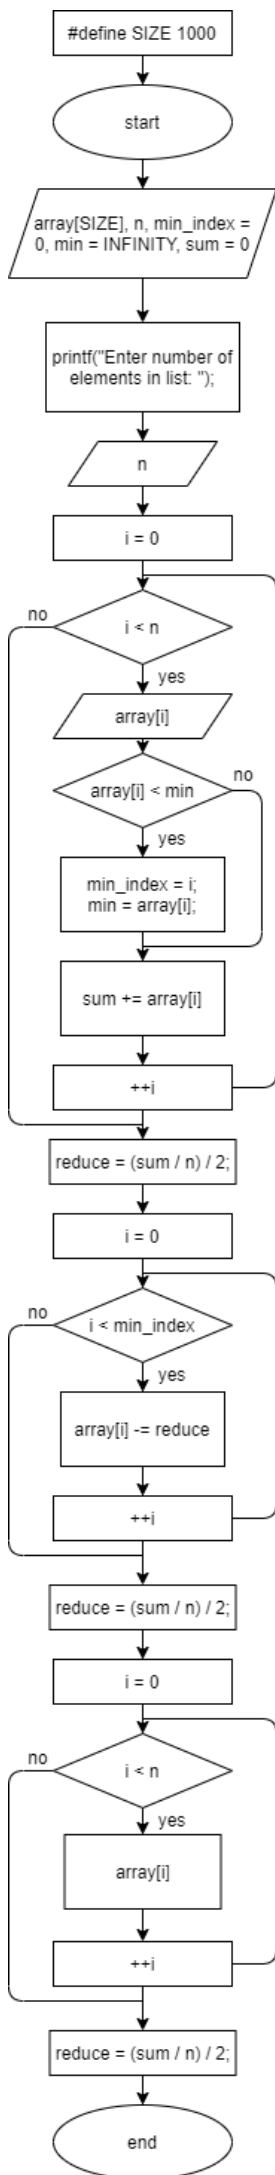 #define SIZE 1000
start
array[SIZE], n, min_index =
0, min = INFINITY, sum = 0
printf("Enter number of
elements in list: ");
n
i = 0
i < n
no
yes
array[i]
array[i] < min
no
yes
min_index = i;
min = array[i];
sum += array[i]
++i
reduce = (sum / n) / 2;
i = 0
i < min_index
no
yes
array[i] -= reduce
++i
reduce = (sum / n) / 2;
i = 0
i < n
no
yes
array[i]
++i
reduce = (sum / n) / 2;
end